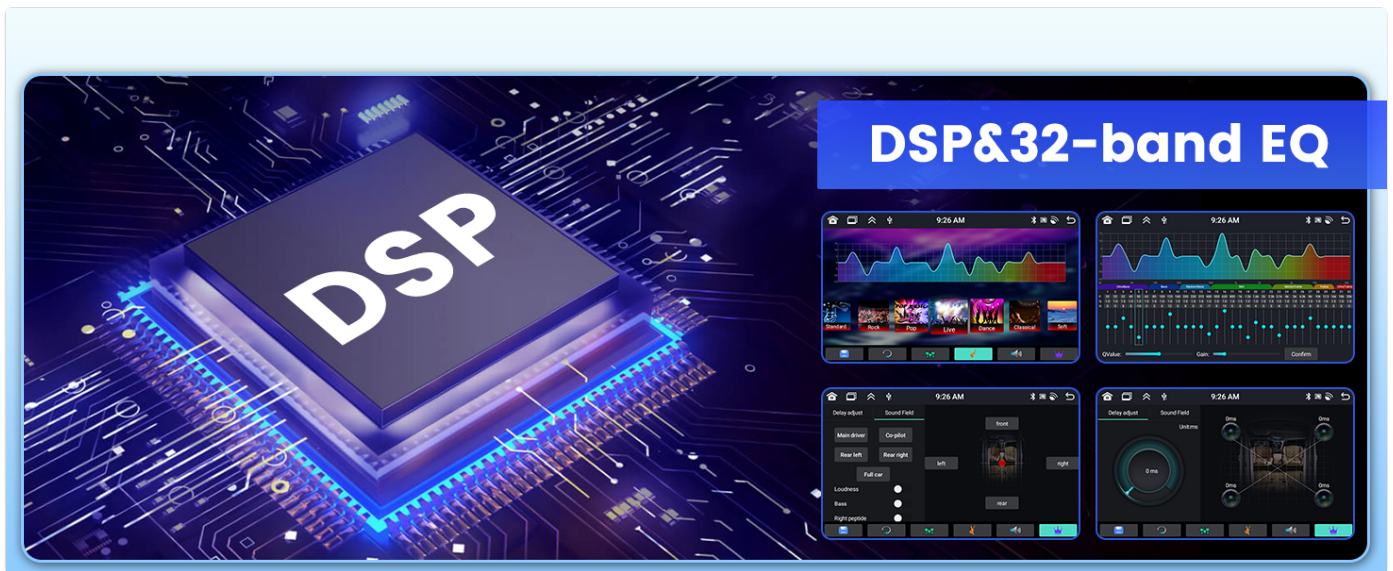 DSP
DSP&32-band EQ
9:26 AM
Standard
Rock
Pop
Live
Dance
Classical
Soft
9:26 AM
QValue:
Gain:
Confirm
9:26 AM
Delay adjust
Sound Field
Main driver
Co-pilot
Rear left
Rear right
Full car
Loudness
Bass
Right peptide
front
left
right
rear
9:26 AM
Delay adjust
Sound Field
Unit:ms
0 ms
0ms
0ms
0ms
0ms